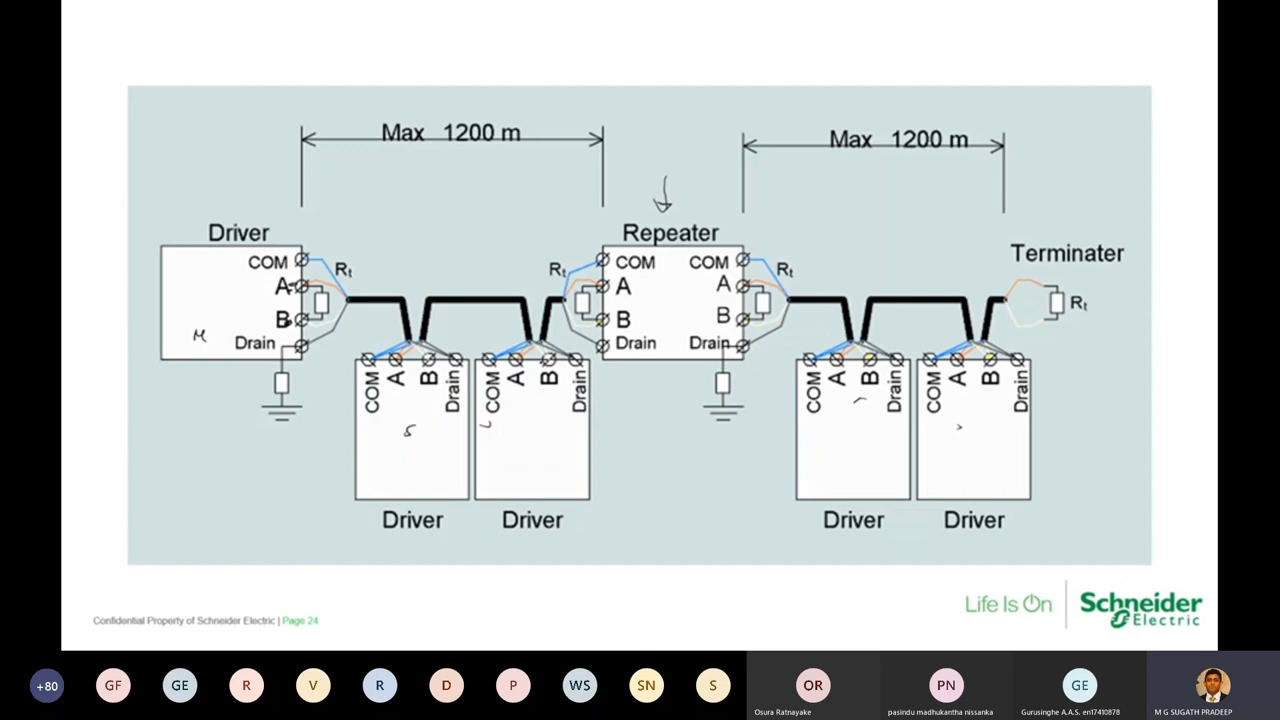 Max 1200 m
Max 1200 m
Driver
Repeater
Terminater
COM
Rt
Rt
COM
COM
Rt
A
A
A
Rt
B
B
B
M
Drain
Drain
Drain
COM
A
B
Drain
COM
A
B
Drain
COM
A
B
Drain
COM
A
B
Drain
Driver
Driver
Driver
Driver
Life Is On
Schneider
Electric
Confidential Property of Schneider Electric | Page 24
+80
GF
GE
R
V
R
D
P
WS
SN
S
OR
PN
GE
Osura Ratnayake
pasindu madhukantha nissanka
Gurusinghe A.A.S. en17410878
M G SUGATH PRADEEP